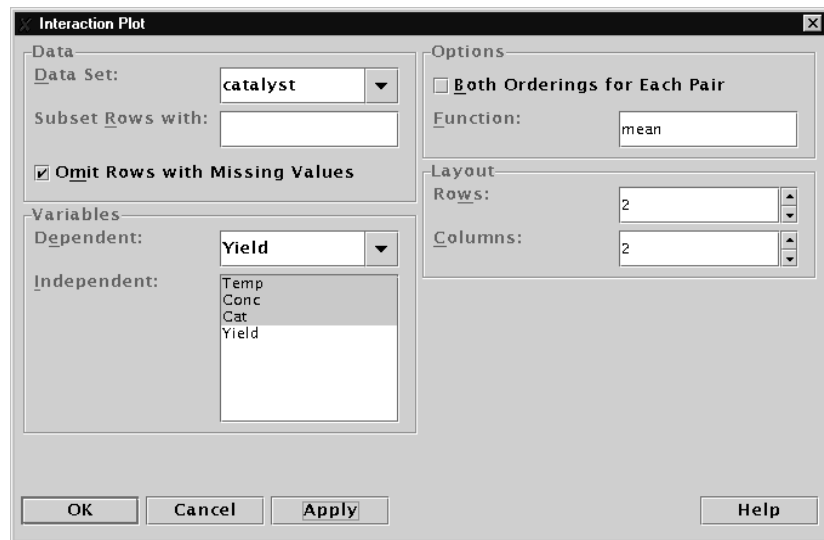 Interaction Plot
Data
Data Set:
catalyst
Subset Rows with:
Omit Rows with Missing Values
Variables
Dependent:
Yield
Independent:
Temp
Conc
Cat
Yield
Options
Both Orderings for Each Pair
Function:
mean
Layout
Rows:
2
Columns:
2
OK
Cancel
Apply
Help